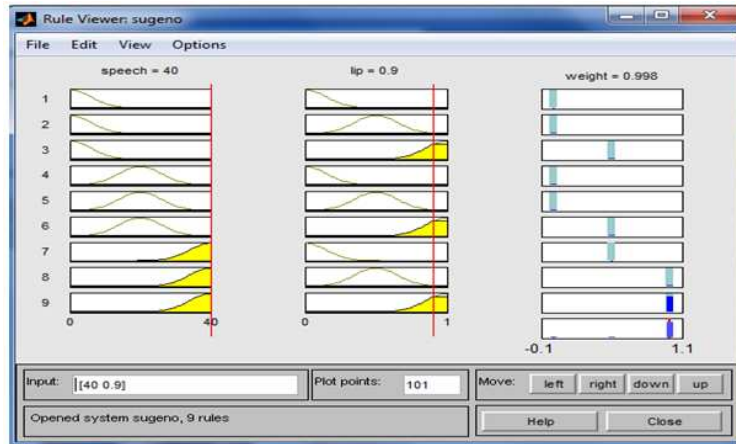 Rule Viewer: sugeno
File Edit View Options
speech = 40 lip = 0.9 weight = 0.998
1
2
3
4
5
6
7
8
9
0 40 0 1
-0.1 1.1
Input: [40 0.9] Plot points: 101 Move: left right down up
Opened system sugeno, 9 rules Help Close